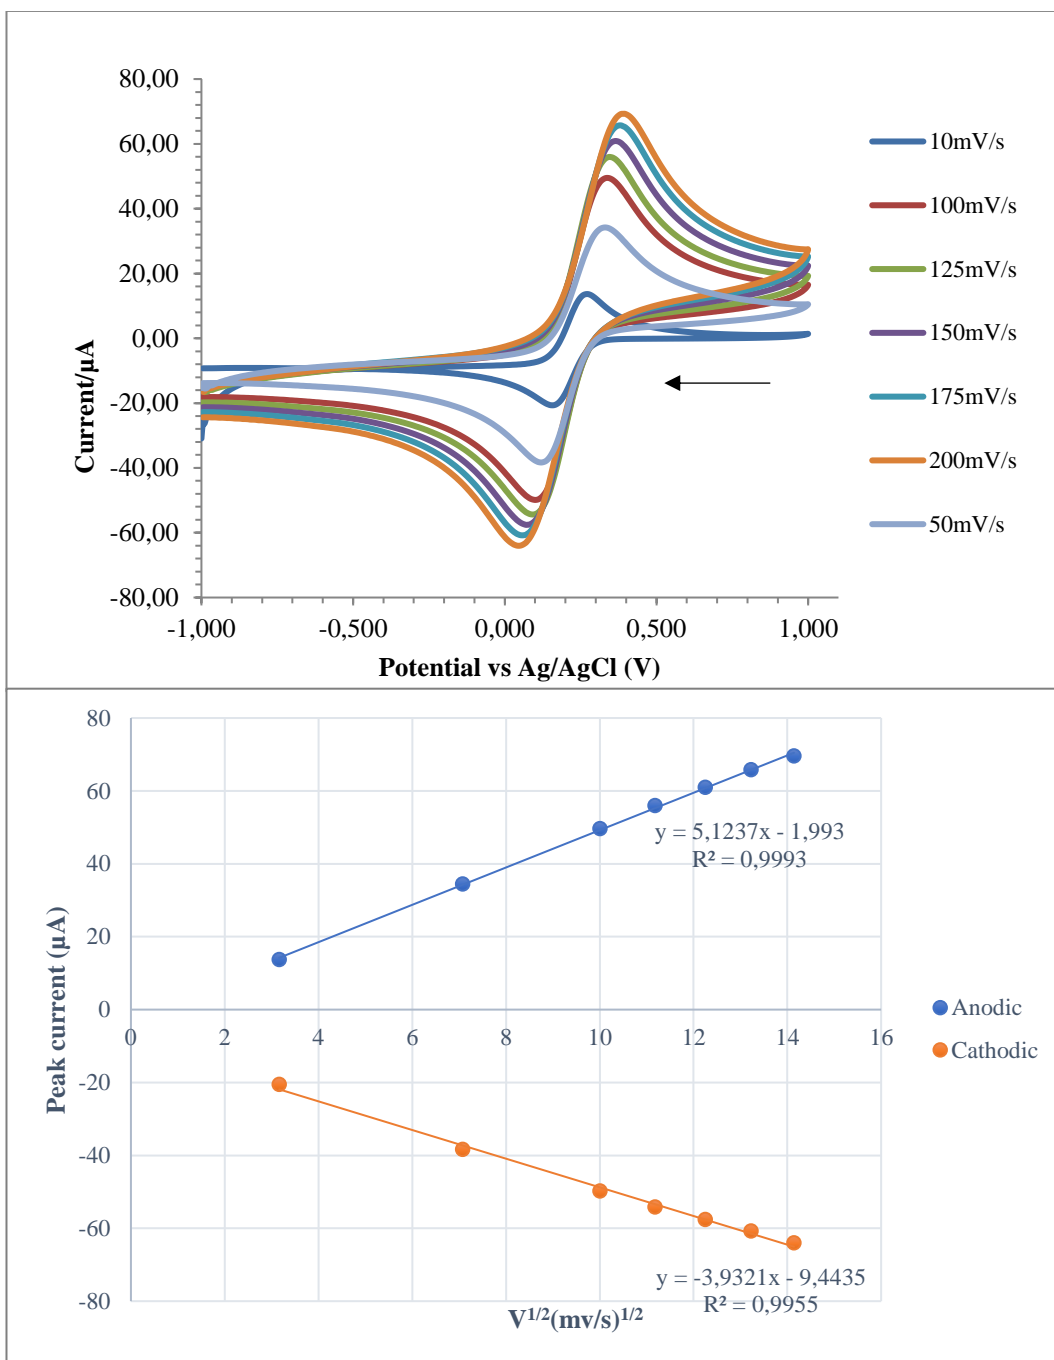 80,00
60,00
40,00
20,00
0,00
-20,00
-40,00
-60,00
-80,00
Current/µA
-1,000 -0,500 0,000 0,500 1,000
Potential vs Ag/AgCl (V)
10mV/s
100mV/s
125mV/s
150mV/s
175mV/s
200mV/s
50mV/s
80
60
40
20
0
-20
-40
-60
-80
Peak current (µA)
0 2 4 6 8 10 12 14 16
y = 5,1237x - 1,993
R² = 0,9993
y = -3,9321x - 9,4435
R² = 0,9955
V¹/²(mv/s)¹/²
Anodic
Cathodic